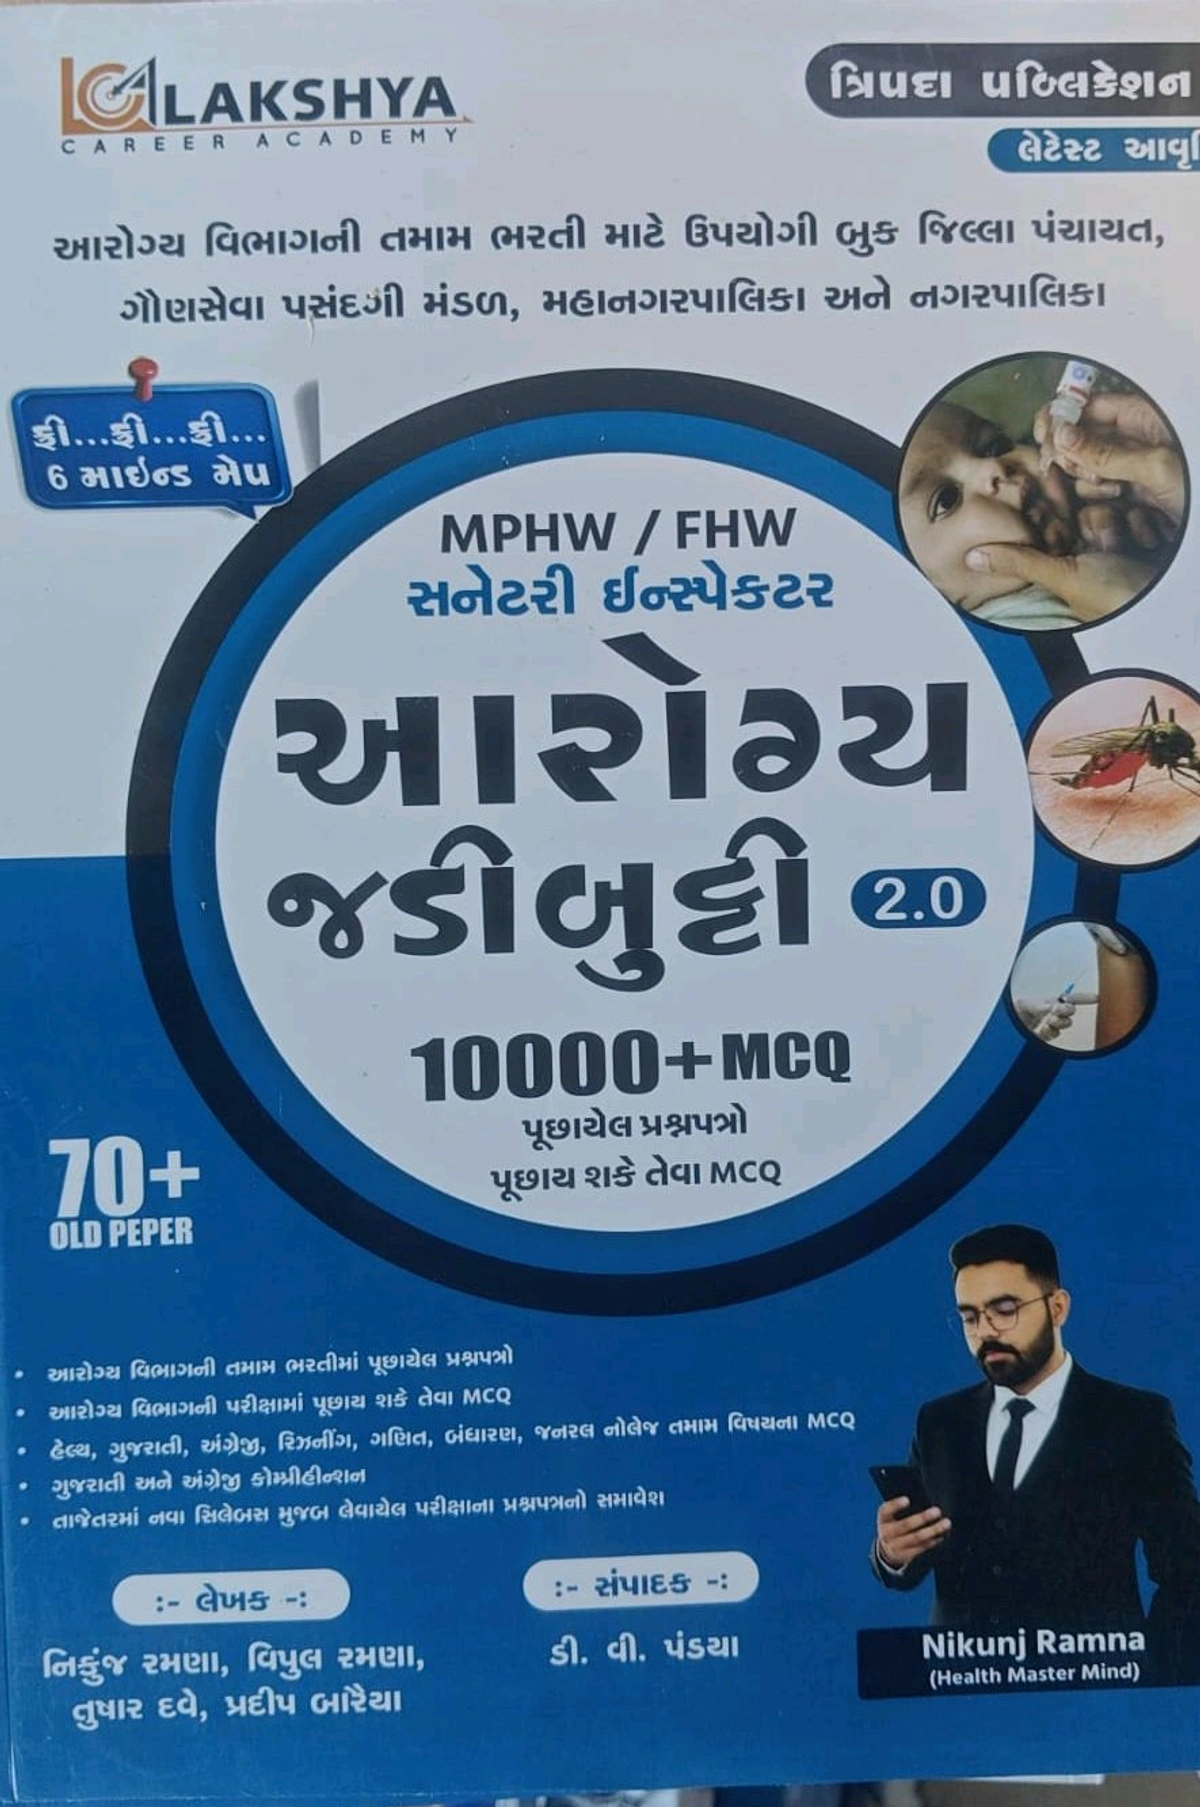 LAKSHYA
CAREER ACADEMY
ત્રિપદા પબ્લિકેશન
લેટેસ્ટ
આરોગ્ય વિભાગની તમામ ભરતી માટે ઉપયોગી બુક જિલ્લા પંચાયત,
ગૌણસેવા પસંદગી મંડળ, મહાનગરપાલિકા અને નગરપાલિકા
ફ્રી...ફ્રી...ફ્રી...
6 માઇન્ડ મેપ
MPHW / FHW
સનેટરી ઈન્સ્પેકટર
આરોગ્ય
જડીબુટ્ટી 2.0
10000+MCQ
પૂછાયેલ પ્રશ્નપત્રો
પૂછાય શકે તેવા MCQ
70+
OLD PEPER
• આરોગ્ય વિભાગની તમામ ભરતીમાં પૂછાયેલ પ્રશ્નપત્રો
• આરોગ્ય વિભાગની પરીક્ષામાં પૂછાય શકે તેવા MCQ
• હેલ્થ, ગુજરાતી, અંગ્રેજી, રિઝનીંગ, ગણિત, બંધારણ, જનરલ નોલેજ તમામ વિષયના MCQ
• ગુજરાતી અને અંગ્રેજી કોમ્પ્રીહીન્શન
• તાજેતરમાં નવા સિલેબસ મુજબ લેવાયેલ પરીક્ષાના પ્રશ્નપત્રનો સમાવેશ
:- લેખક -:
નિકુંજ રમણા, વિપુલ રમણા,
તુષાર દવે, પ્રદીપ બારૈયા
:- સંપાદક -:
ડી. વી. પંડયા
Nikunj Ramna
(Health Master Mind)